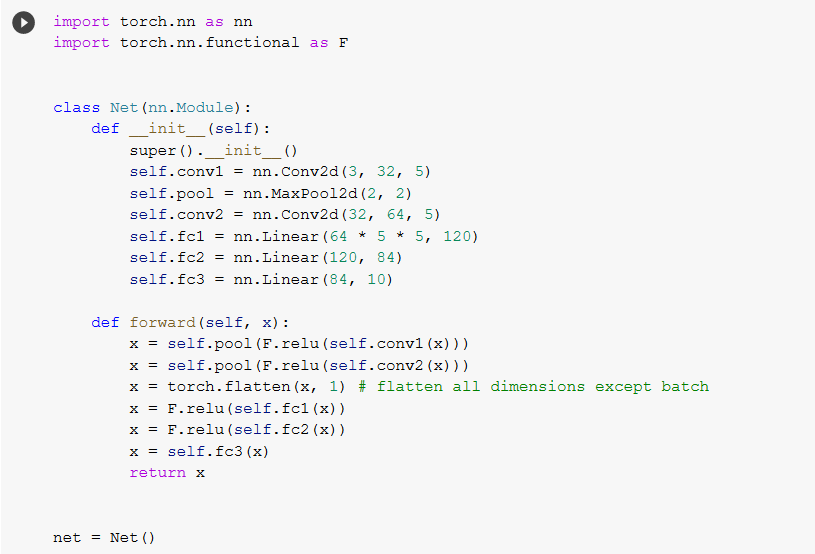 import torch.nn as nn
import torch.nn.functional as F
class Net(nn.Module):
    def __init__(self):
        super().__init__()
        self.conv1 = nn.Conv2d(3, 32, 5)
        self.pool = nn.MaxPool2d(2, 2)
        self.conv2 = nn.Conv2d(32, 64, 5)
        self.fc1 = nn.Linear(64 * 5 * 5, 120)
        self.fc2 = nn.Linear(120, 84)
        self.fc3 = nn.Linear(84, 10)
    def forward(self, x):
        x = self.pool(F.relu(self.conv1(x)))
        x = self.pool(F.relu(self.conv2(x)))
        x = torch.flatten(x, 1) # flatten all dimensions except batch
        x = F.relu(self.fc1(x))
        x = F.relu(self.fc2(x))
        x = self.fc3(x)
        return x
net = Net()